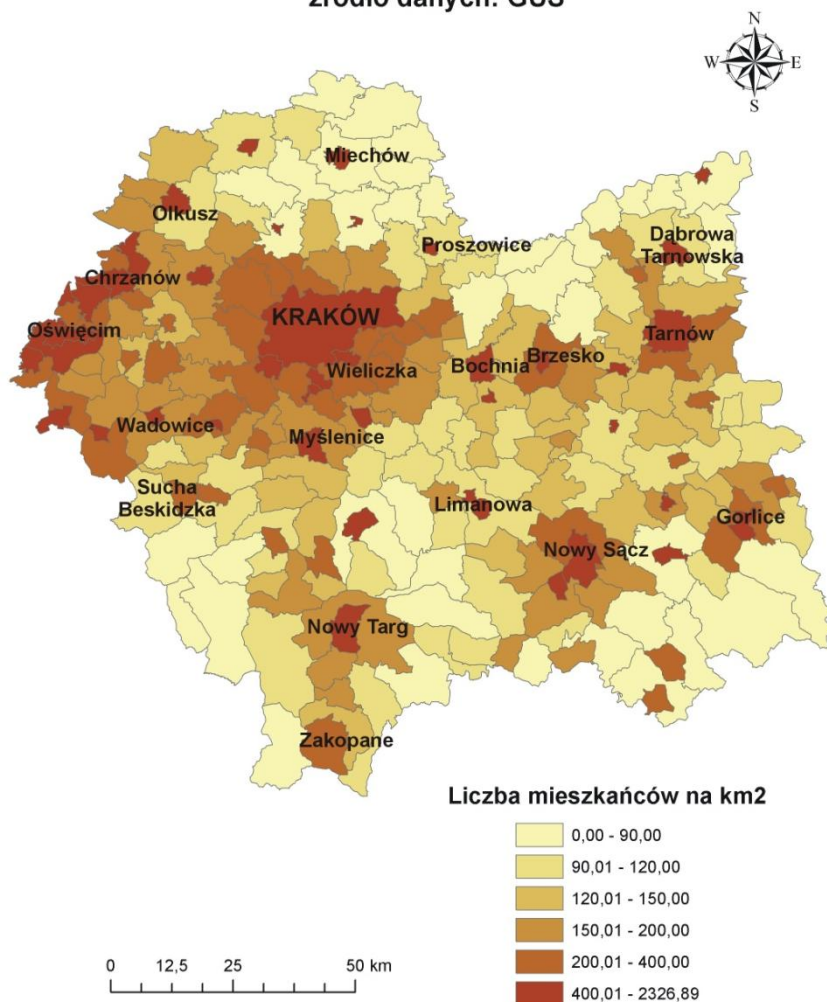 źródło danych: GUS
N
W E
S
Miechów
Olkusz
Proszowice
Dąbrowa
Tarnowska
Chrzanów
KRAKÓW
Oświęcim
Tarnów
Brzesko
Bochnia
Wieliczka
Wadowice
Myślenice
Sucha
Beskidzka
Limanowa
Gorlice
Nowy Sącz
Nowy Targ
Zakopane
Liczba mieszkańców na km2
0,00 - 90,00
90,01 - 120,00
120,01 - 150,00
150,01 - 200,00
200,01 - 400,00
400,01 - 2326,89
0 12,5 25 50 km